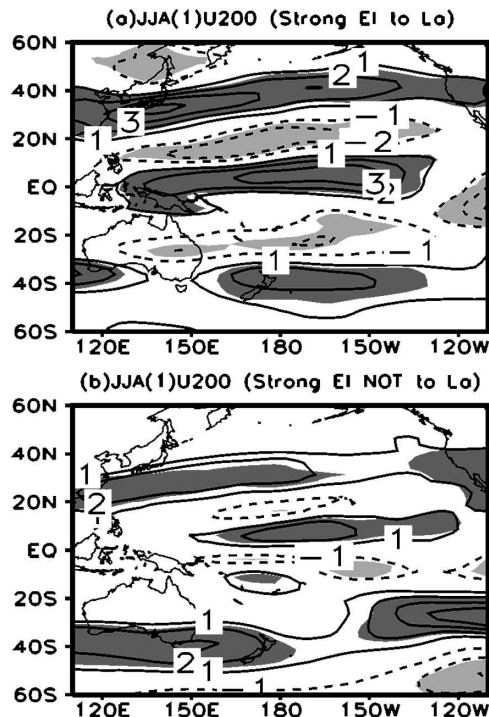 (a)JJA(1)U200 (Strong EI to La)
60N
1
2
40N
1
3
-1
20N
1
-2
EQ
3
2
20S
-1
1
40S
60S
120E 150E 180 150W 120W
(b)JJA(1)U200 (Strong EI NOT to La)
60N
40N
1
2
20N
EQ
-1
1
20S
1
40S
2
1
-1
60S
120E 150E 180 150W 120W